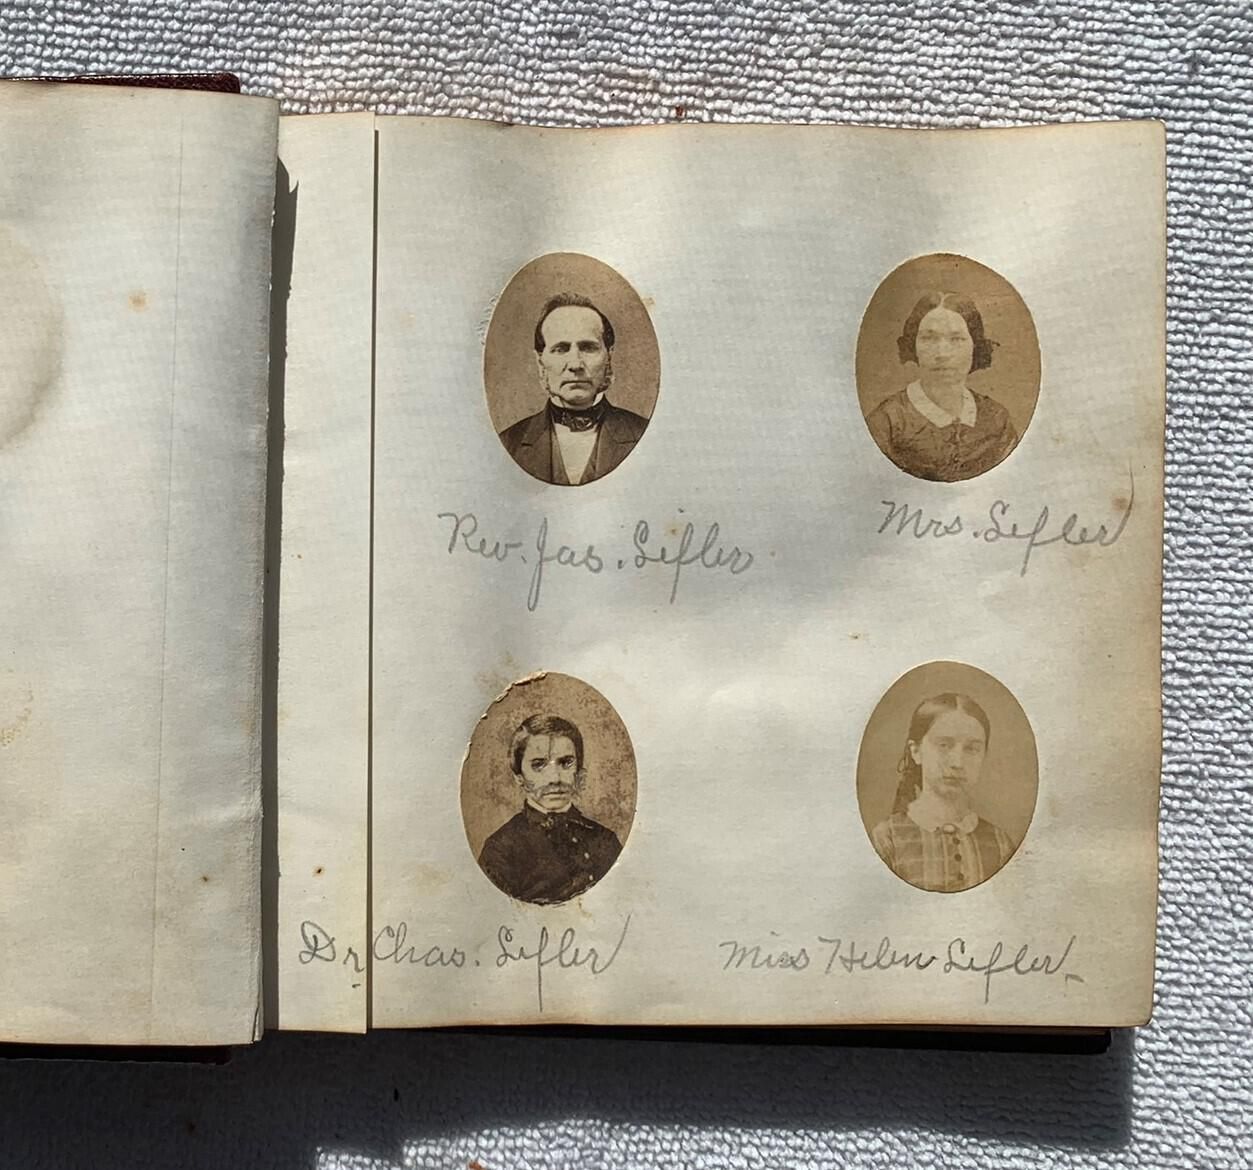 Rev. Jas. Lefler
Mrs. Lefler
Dr Chas. Lefler
Miss Helen Lefler